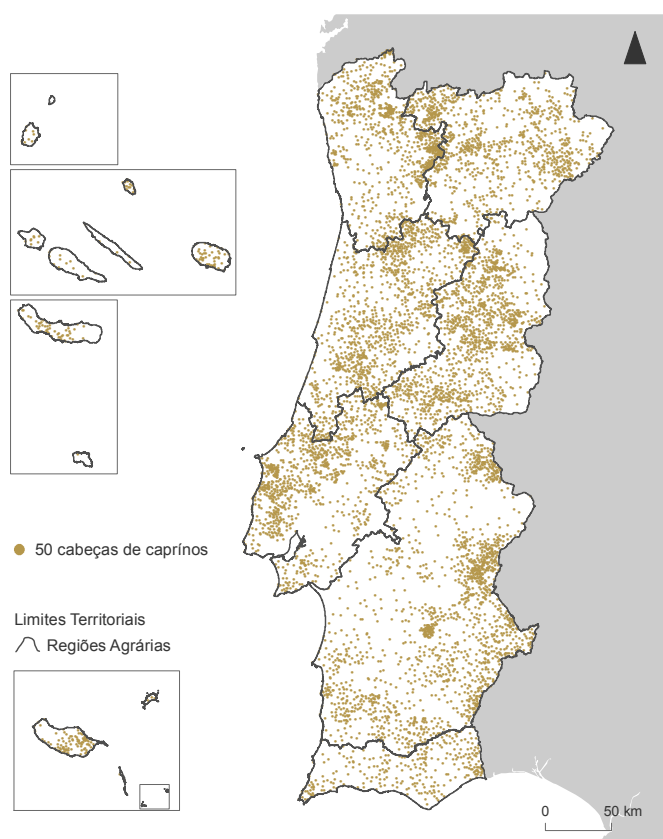 50 cabeças de caprínos
Limites Territoriais
Regiões Agrárias
0 50 km